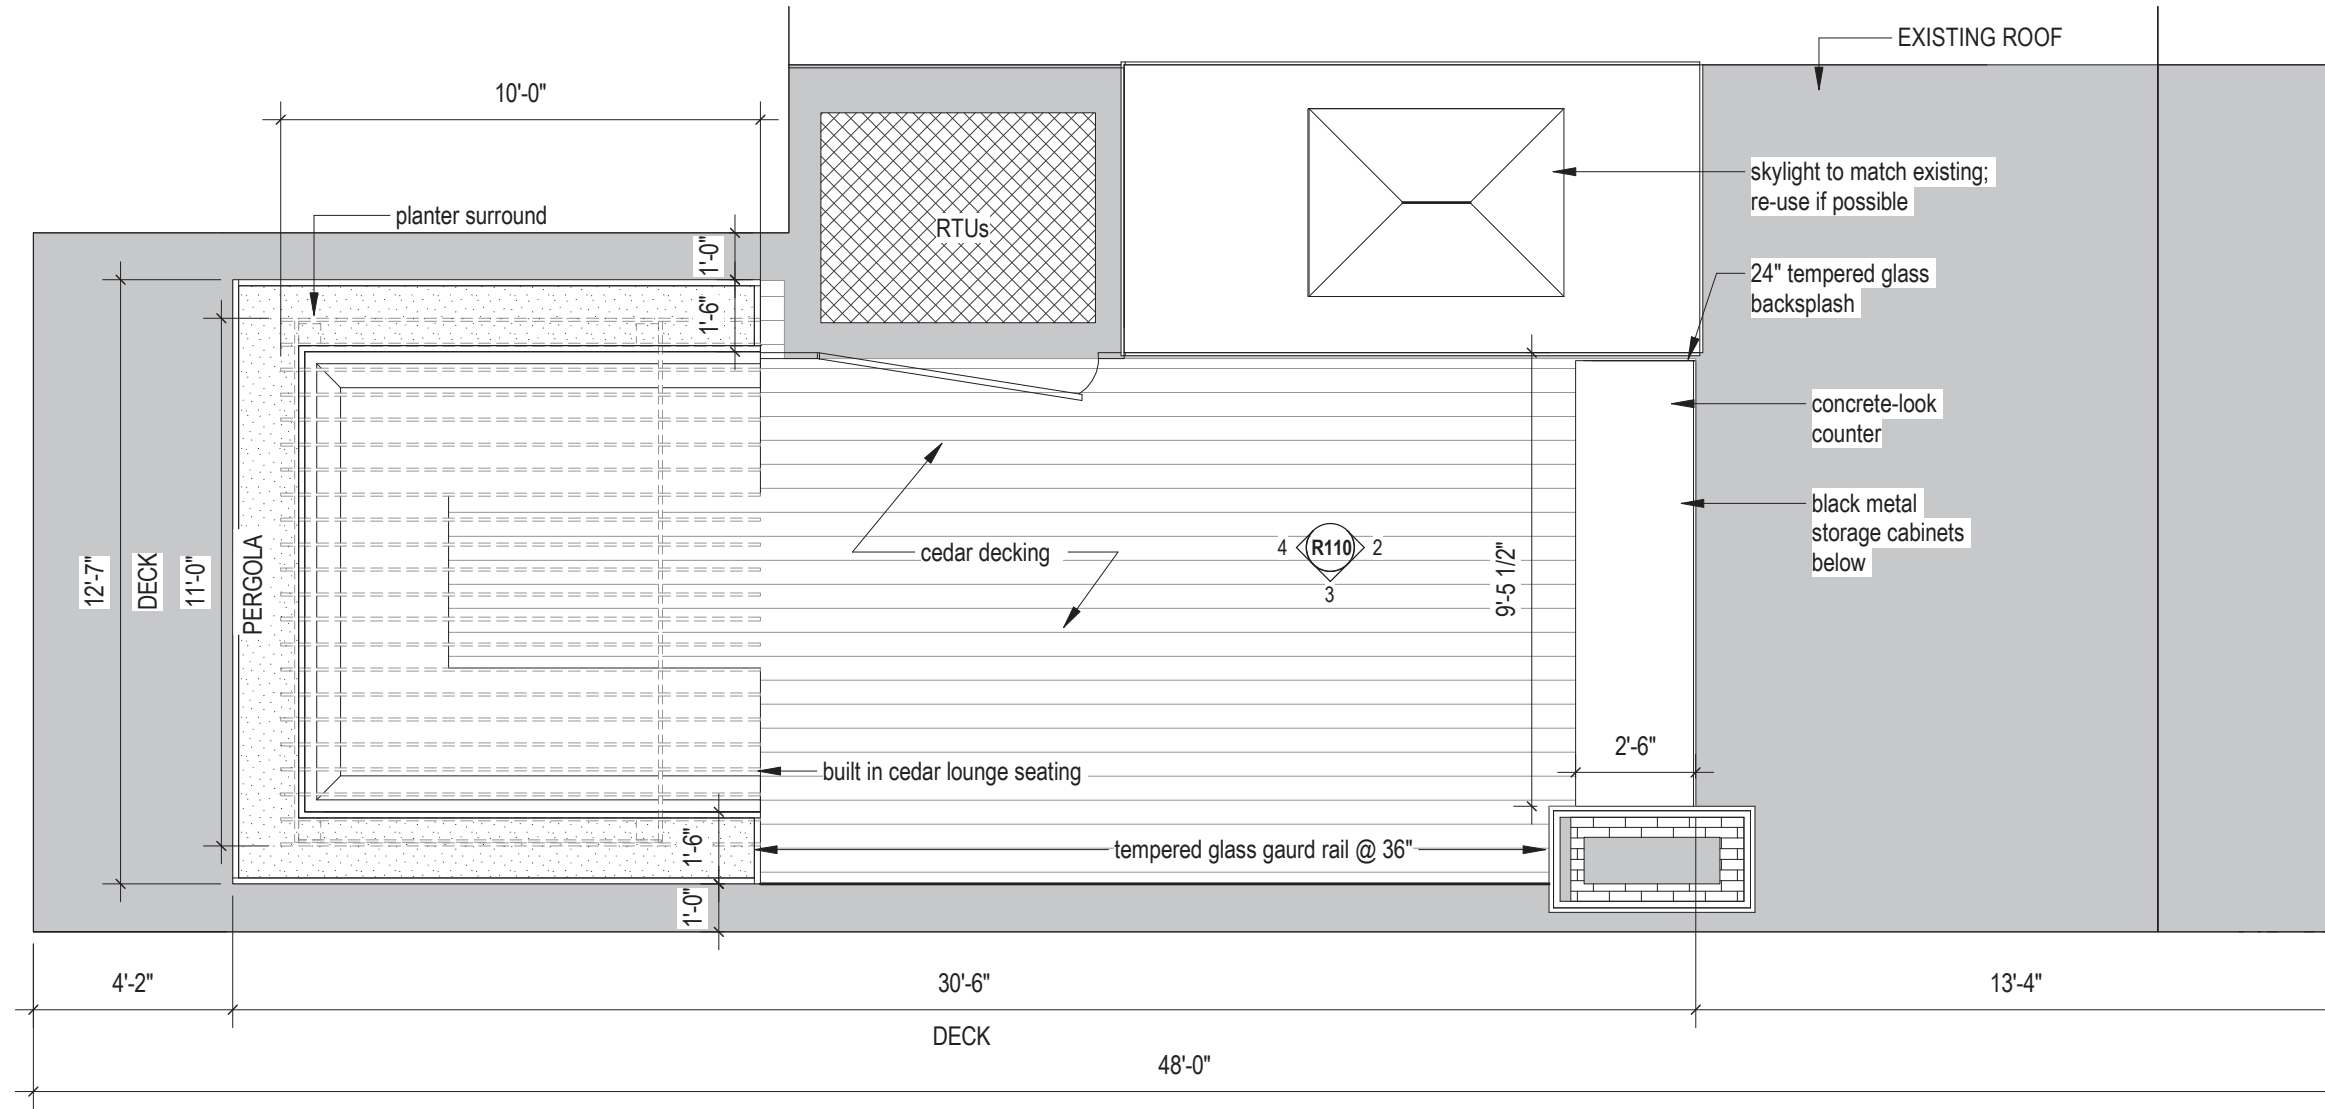 EXISTING ROOF
10'-0"
skylight to match existing;
re-use if possible
planter surround
RTUs
1'-0"
24" tempered glass
backsplash
1'-6"
concrete-look
counter
black metal
storage cabinets
below
cedar decking
4
R110
2
3
9'-5 1/2"
12'-7"
DECK
11'-0"
PERGOLA
2'-6"
built in cedar lounge seating
1'-6"
tempered glass gaurd rail @ 36"
1'-0"
4'-2"
30'-6"
13'-4"
DECK
48'-0"